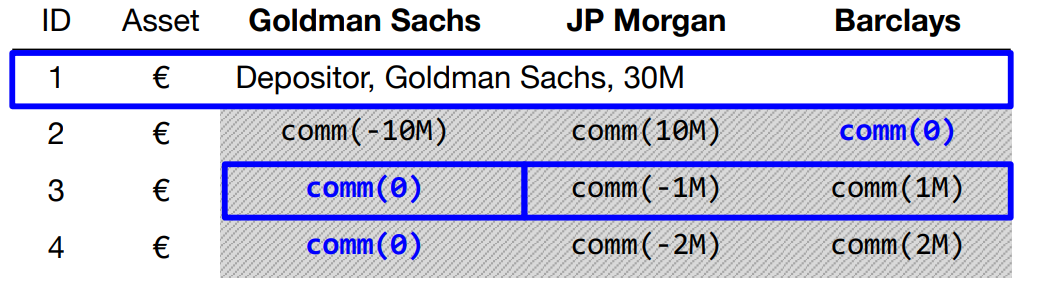 ID Asset Goldman Sachs JP Morgan Barclays
1 € Depositor, Goldman Sachs, 30M
2 € comm(-10M) comm(10M) comm(0)
3 € comm(0) comm(-1M) comm(1M)
4 € comm(0) comm(-2M) comm(2M)